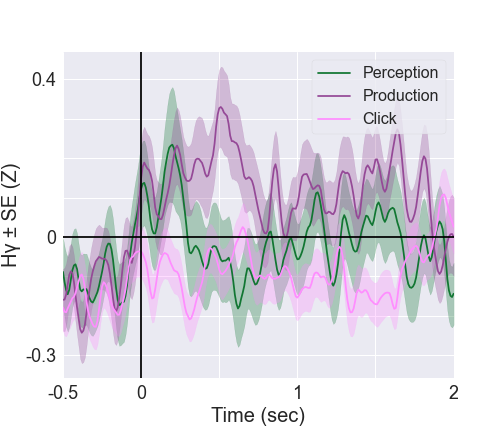 Perception
Production
Click
0.4
0
-0.3
Hγ ± SE (Z)
-0.5
0
1
2
Time (sec)